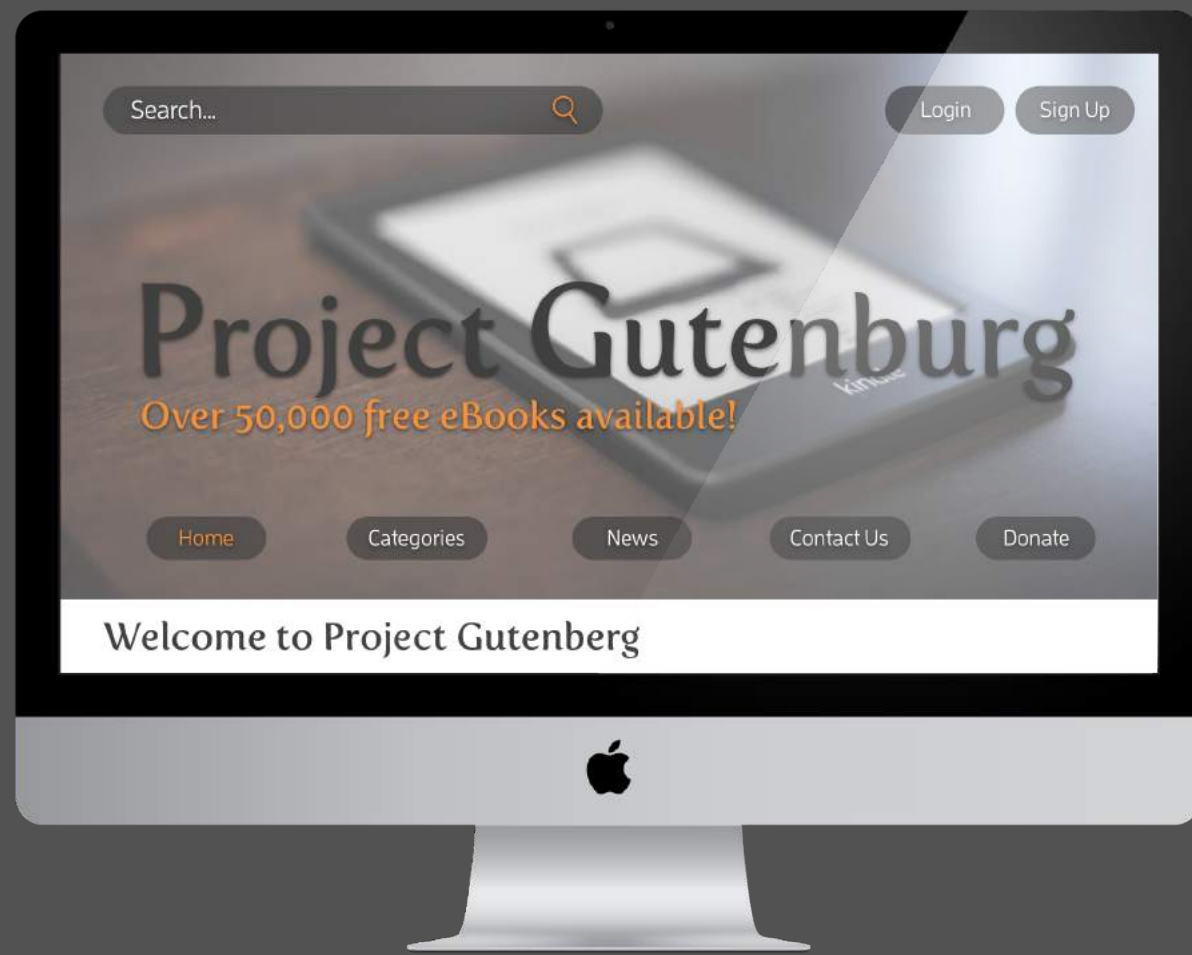 Search...
Login
Sign Up
Project Gutenburg
kindle
Over 50,000 free eBooks available!
Home
Categories
News
Contact Us
Donate
Welcome to Project Gutenberg